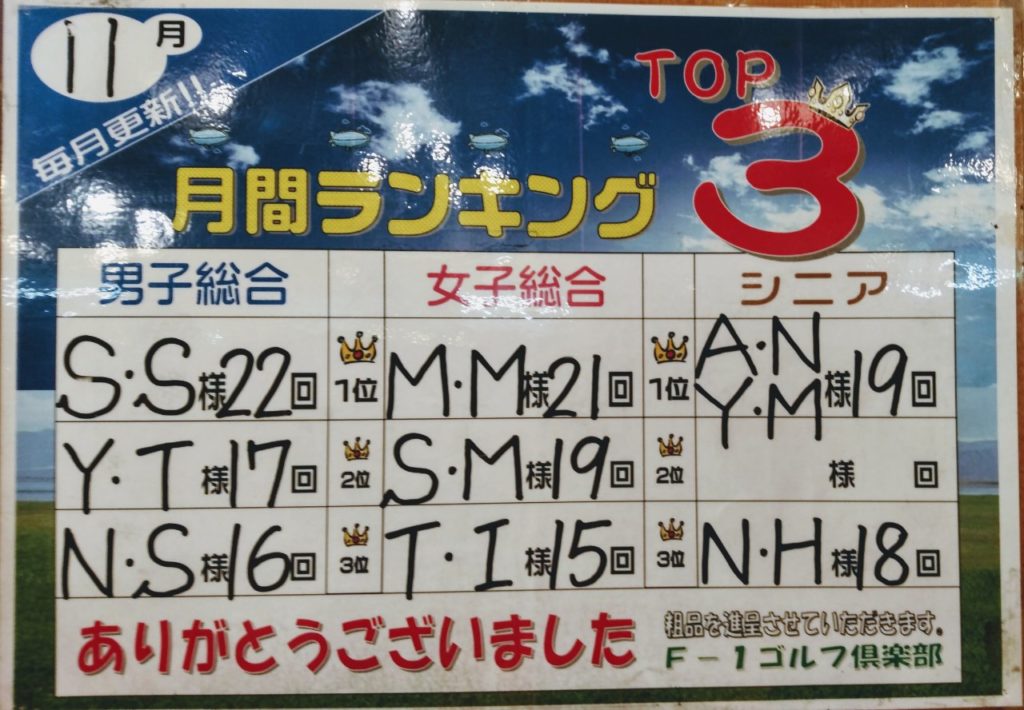 11月
毎月更新!!
TOP
3
月間ランキング
男子総合 女子総合 シニア
S・S様22回 1位 M・M様21回 1位 A・N
Y・M様19回
Y・T様17回 2位 S・M様19回 2位 様 回
N・S様16回 3位 T・I様15回 3位 N・H様18回
ありがとうございました
粗品を進呈させていただきます。
F-1ゴルフ倶楽部